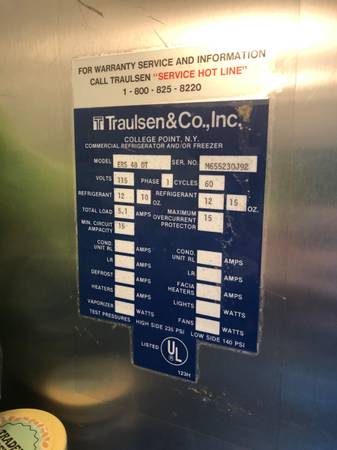 FOR WARRANTY SERVICE AND INFORMATION
CALL TRAULSEN "SERVICE HOT LINE"
1 - 800 - 825 - 8220
Traulsen & Co., Inc.
COLLEGE POINT, N.Y.
COMMERCIAL REFRIGERATOR AND/OR FREEZER
MODEL ERS 48 DT SER. NO. M655230J92
VOLTS 115 PHASE 1 CYCLES 60
REFRIGERANT 12 10 OZ. REFRIGERANT 12 15 OZ.
TOTAL LOAD 5.1 AMPS MAXIMUM OVERCURRENT PROTECTOR 15
MIN. CIRCUIT AMPACITY 15
COND. UNIT RL AMPS COND. UNIT RL AMPS
LR AMPS LR AMPS
DEFROST AMPS FACIA HEATERS AMPS
HEATERS AMPS LIGHTS WATTS
VAPORIZER WATTS FANS WATTS
TEST PRESSURES HIGH SIDE 235 PSI LOW SIDE 140 PSI
LISTED UL
123H
TRADER